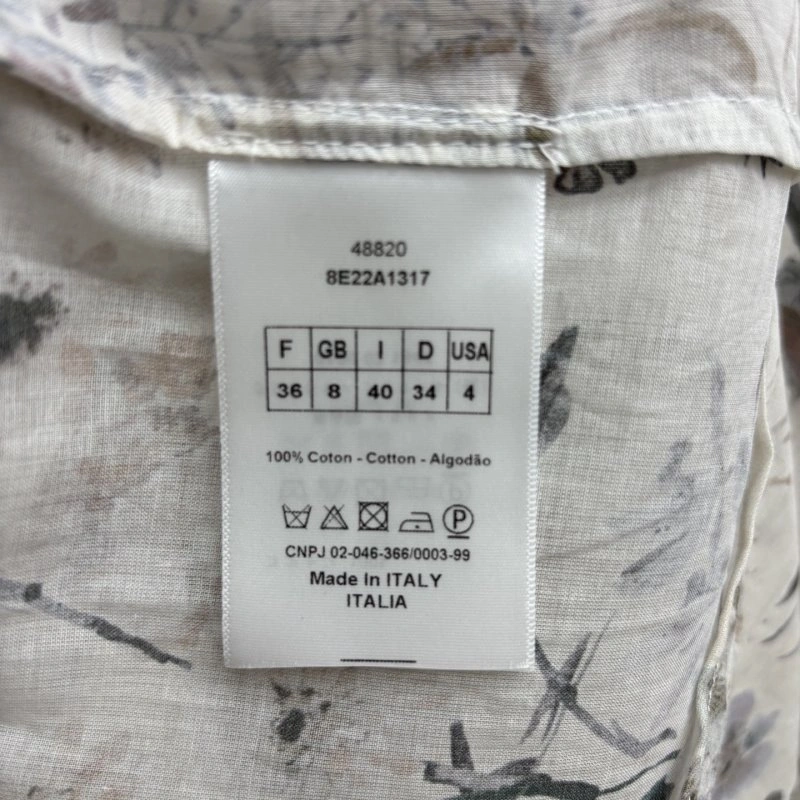 48820
8E22A1317
F GB I D USA
36 8 40 34 4
100% Coton - Cotton - Algodão
P
CNPJ 02-046-366/0003-99
Made In ITALY
ITALIA